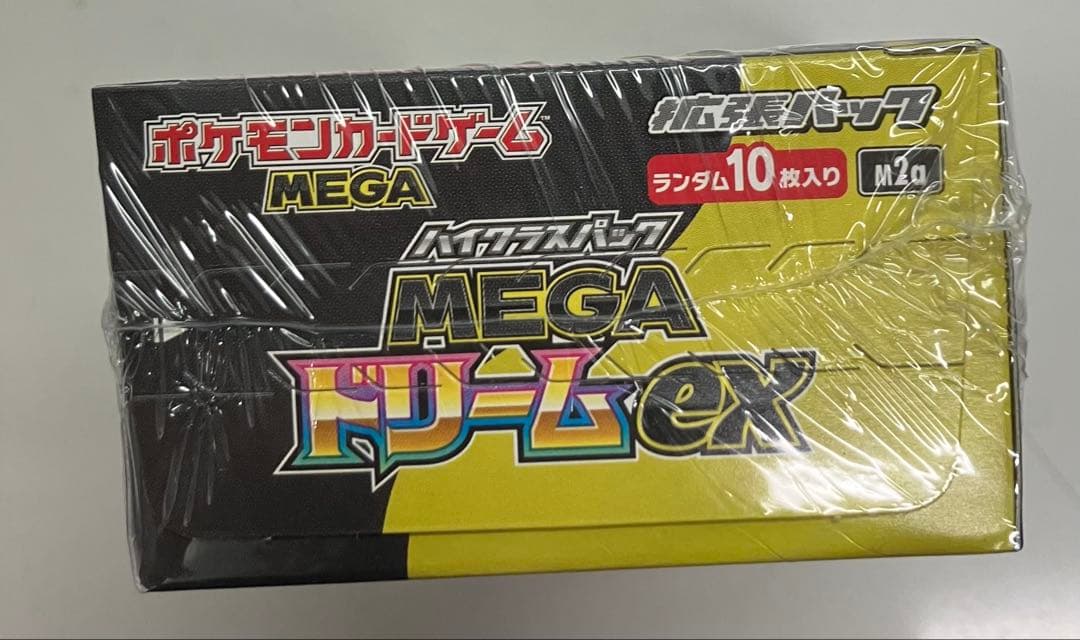 ポケモンカードゲーム™
MEGA
拡張パック
ランダム10枚入り M2a
ハイクラスパック
MEGA
ドリームex